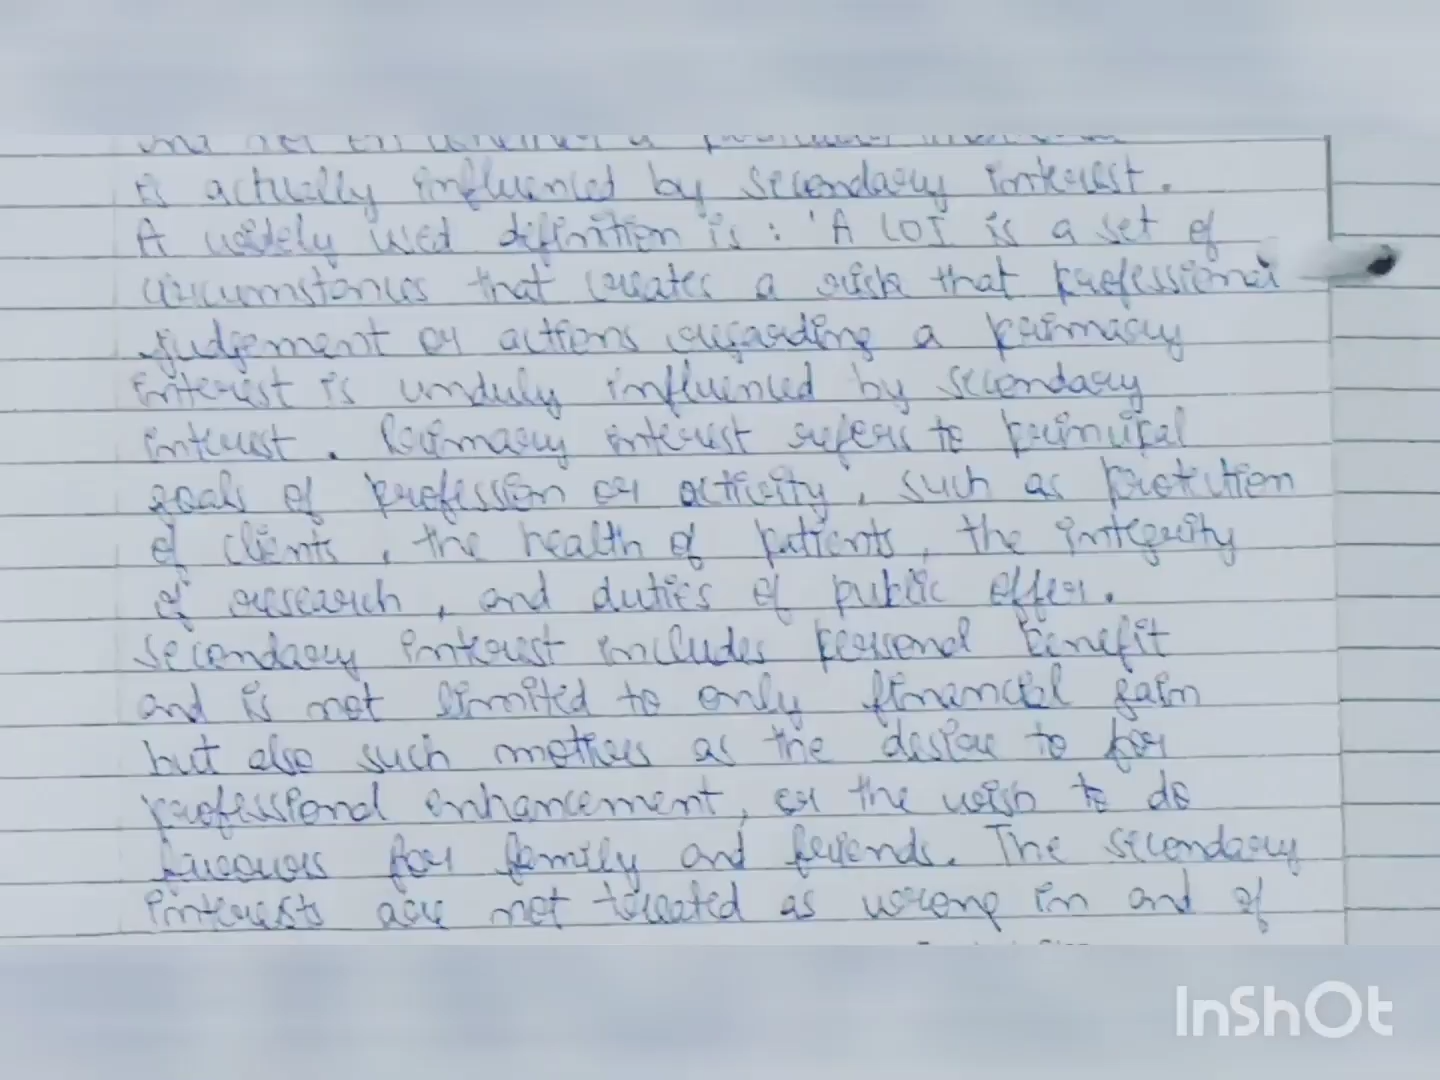 is actually influenced by secondary interest.
A widely used definition is : 'A COI is a set of
circumstances that creates a risk that professional
judgement or actions regarding a primary
interest is unduly influenced by secondary
interest. Primary interest refers to principal
goals of profession or activity, such as protection
of clients, the health of patients, the integrity
of research, and duties of public officer.
Secondary interest includes personal benefit
and is not limited to only financial gain
but also such motives as the desire to for
professional enhancement, or the wish to do
favours for family and friends. The secondary
interests are not treated as wrong in and of
InShOt